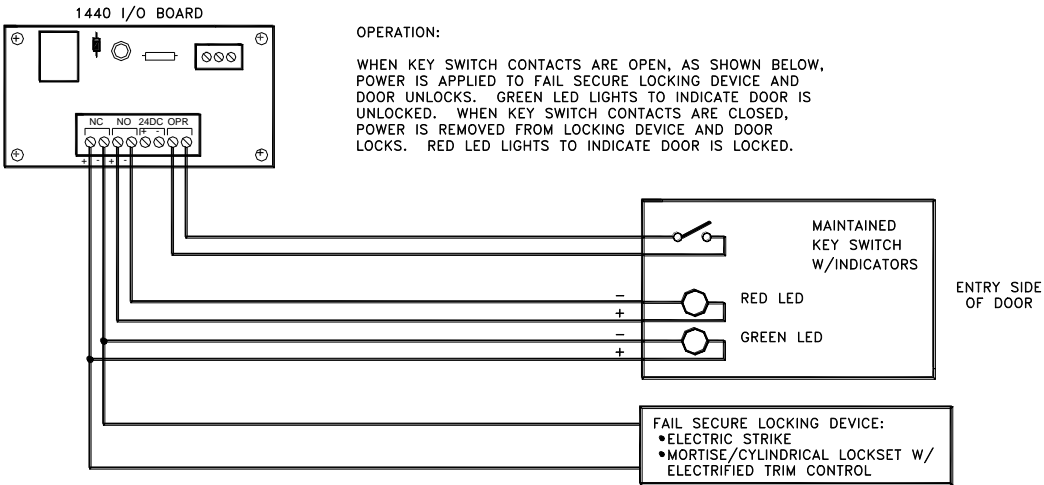 1440 I/O BOARD
NC NO 24DC OPR
+ -
+ - + -
OPERATION:
WHEN KEY SWITCH CONTACTS ARE OPEN, AS SHOWN BELOW,
POWER IS APPLIED TO FAIL SECURE LOCKING DEVICE AND
DOOR UNLOCKS. GREEN LED LIGHTS TO INDICATE DOOR IS
UNLOCKED. WHEN KEY SWITCH CONTACTS ARE CLOSED,
POWER IS REMOVED FROM LOCKING DEVICE AND DOOR
LOCKS. RED LED LIGHTS TO INDICATE DOOR IS LOCKED.
MAINTAINED
KEY SWITCH
W/INDICATORS
ENTRY SIDE
OF DOOR
-
RED LED
+
-
GREEN LED
+
FAIL SECURE LOCKING DEVICE:
•ELECTRIC STRIKE
•MORTISE/CYLINDRICAL LOCKSET W/
ELECTRIFIED TRIM CONTROL